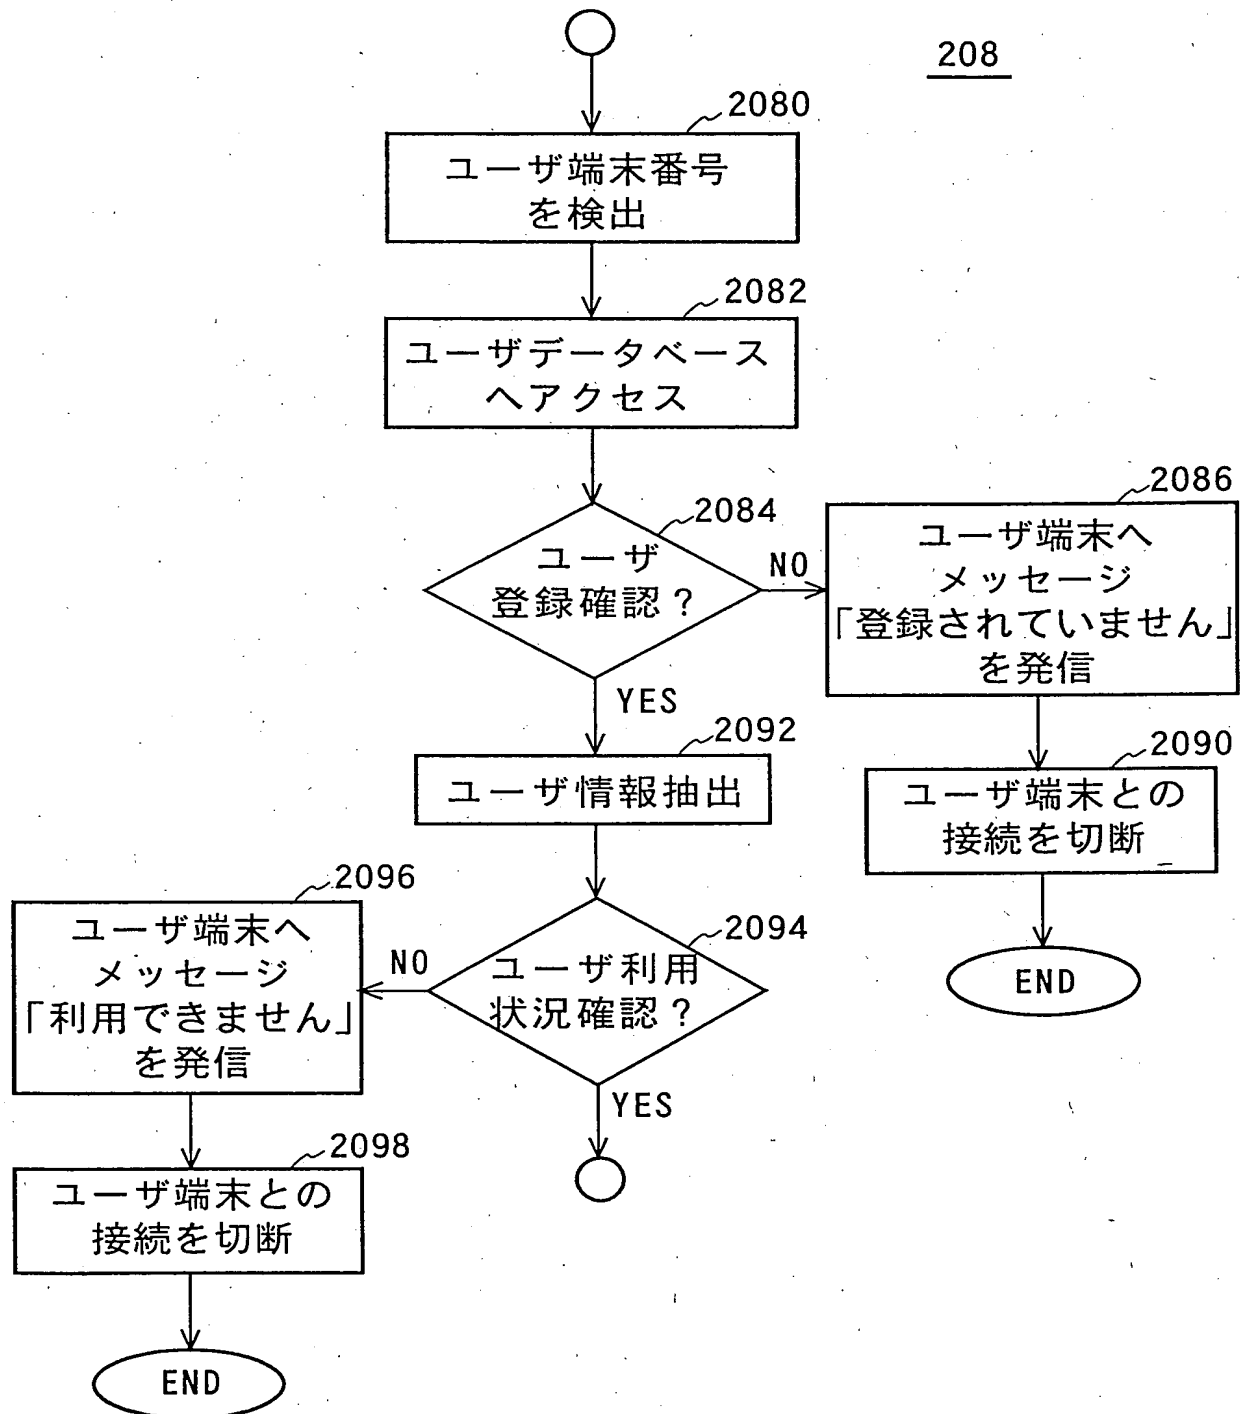 208
2080
ユーザ端末番号
を検出
2082
ユーザデータベース
へアクセス
2084
ユーザ
登録確認？
NO
2086
ユーザ端末へ
メッセージ
「登録されていません」
を発信
YES
2092
ユーザ情報抽出
2090
ユーザ端末との
接続を切断
END
2094
ユーザ利用
状況確認？
NO
2096
ユーザ端末へ
メッセージ
「利用できません」
を発信
YES
2098
ユーザ端末との
接続を切断
END